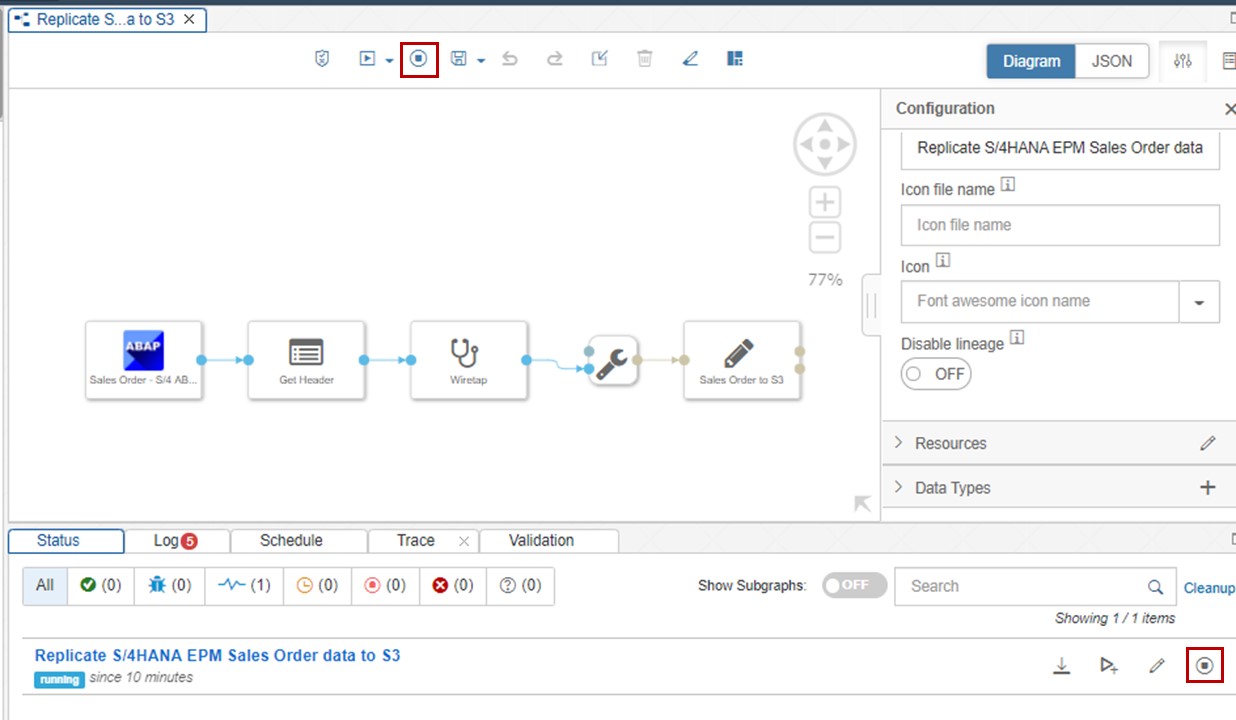 Replicate S...a to S3
Diagram
JSON
Configuration
Replicate S/4HANA EPM Sales Order data
Icon file name
Icon file name
Icon
Font awesome icon name
Disable lineage
OFF
Resources
Data Types
77%
ABAP
Sales Order - S/4 AB...
Get Header
Wiretap
Sales Order to S3
Status
Log 5
Schedule
Trace
Validation
All (0) (0) (1) (0) (0) (0) (0)
Show Subgraphs: OFF
Search
Cleanup
Showing 1 / 1 items
Replicate S/4HANA EPM Sales Order data to S3
running since 10 minutes